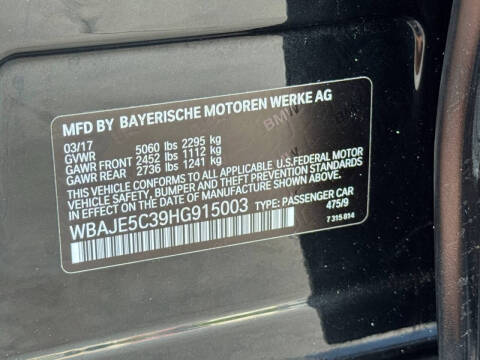 MFD BY BAYERISCHE MOTOREN WERKE AG
03/17 5060 lbs 2295 kg
GVWR
GAWR FRONT 2452 lbs 1112 kg
GAWR REAR 2736 lbs 1241 kg
THIS VEHICLE CONFORMS TO ALL APPLICABLE U.S.FEDERAL MOTOR
VEHICLE SAFETY, BUMPER AND THEFT PREVENTION STANDARDS
IN EFFECT ON THE DATE OF MANUFACTURE SHOWN ABOVE.
WBAJE5C39HG915003 TYPE: PASSENGER CAR
475/9
7 315 814
BMW
BMW